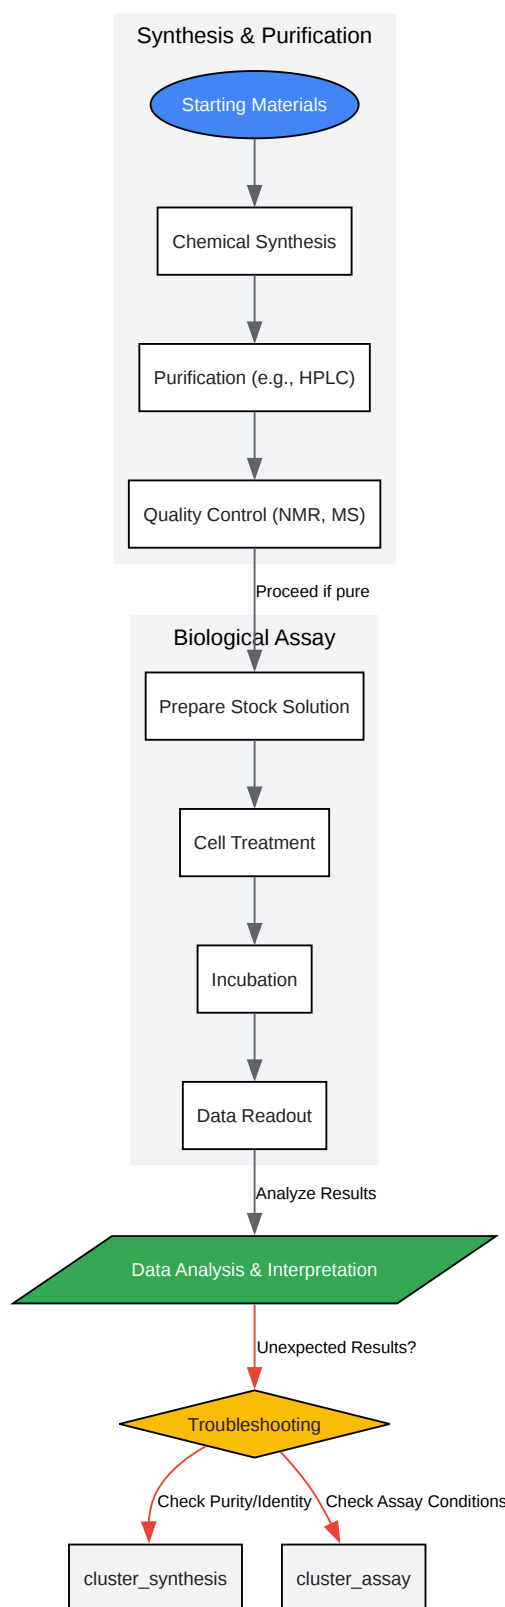 Synthesis & Purification
Starting Materials
Chemical Synthesis
Purification (e.g., HPLC)
Quality Control (NMR, MS)
Proceed if pure
Biological Assay
Prepare Stock Solution
Cell Treatment
Incubation
Data Readout
Analyze Results
Data Analysis & Interpretation
Unexpected Results?
Troubleshooting
Check Purity/Identity
Check Assay Conditions
cluster_synthesis
cluster_assay